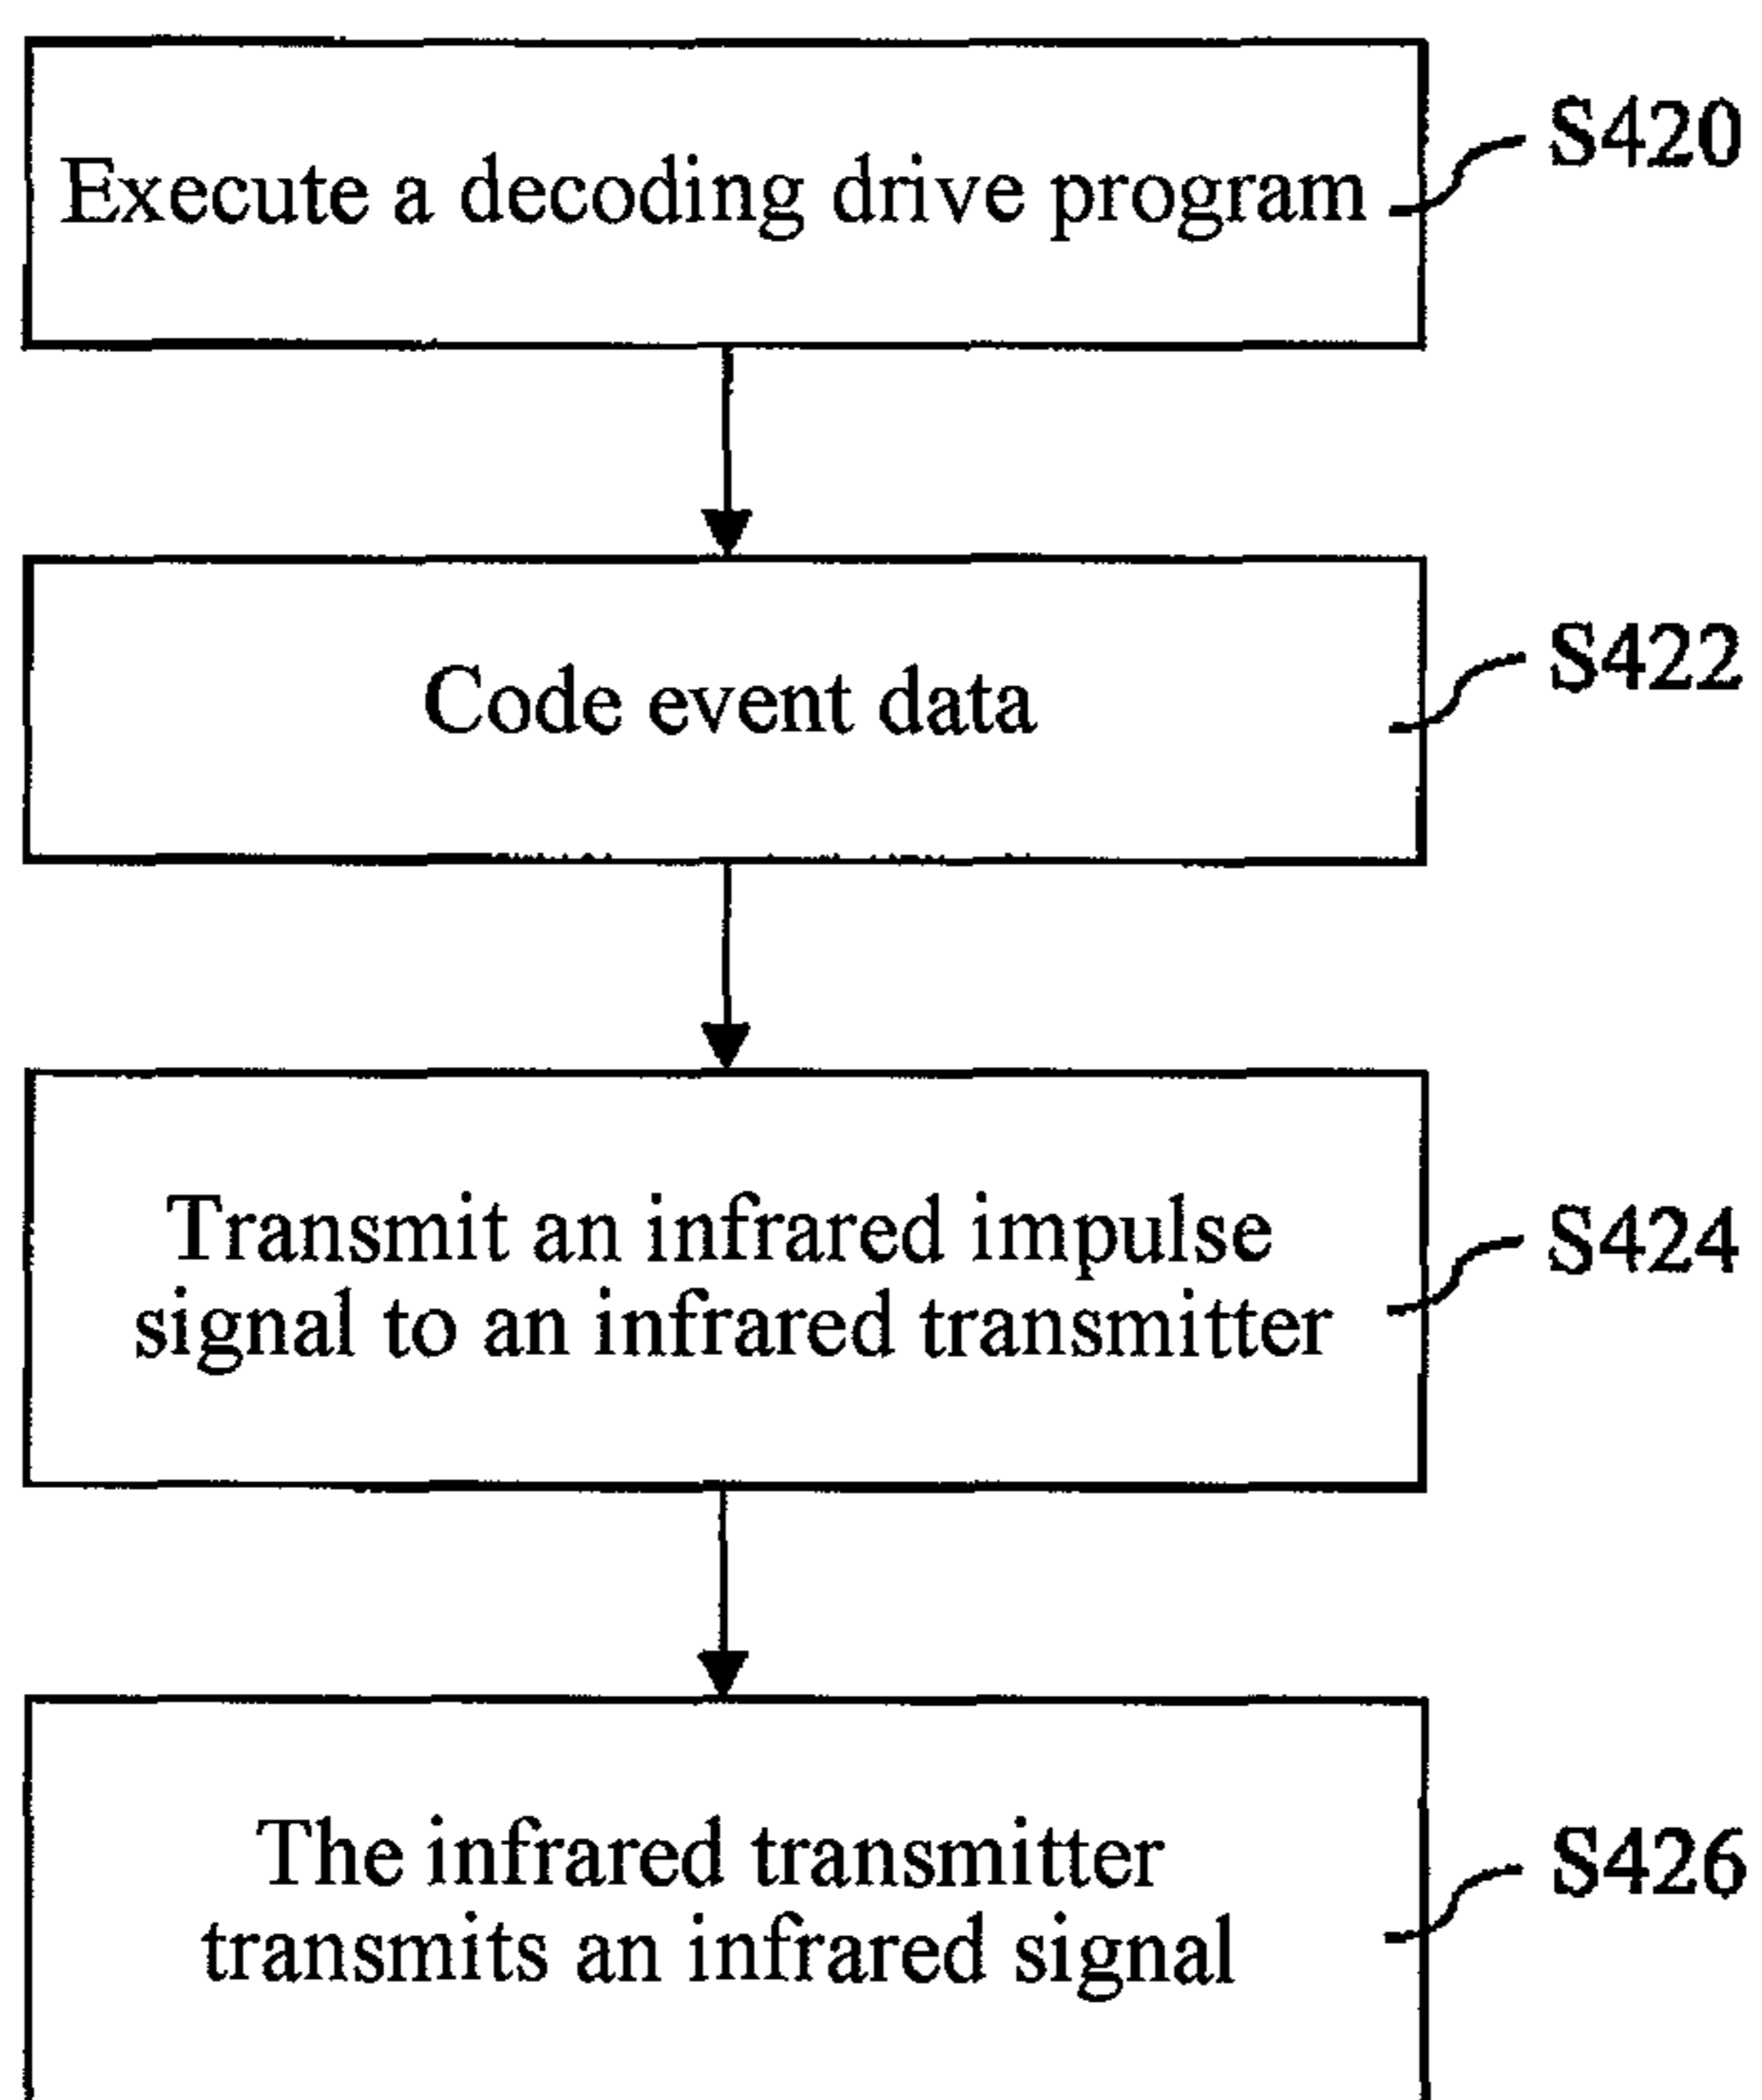 Execute a decoding drive program
S420
Code event data
S422
Transmit an infrared impulse
signal to an infrared transmitter
S424
The infrared transmitter
transmits an infrared signal
S426